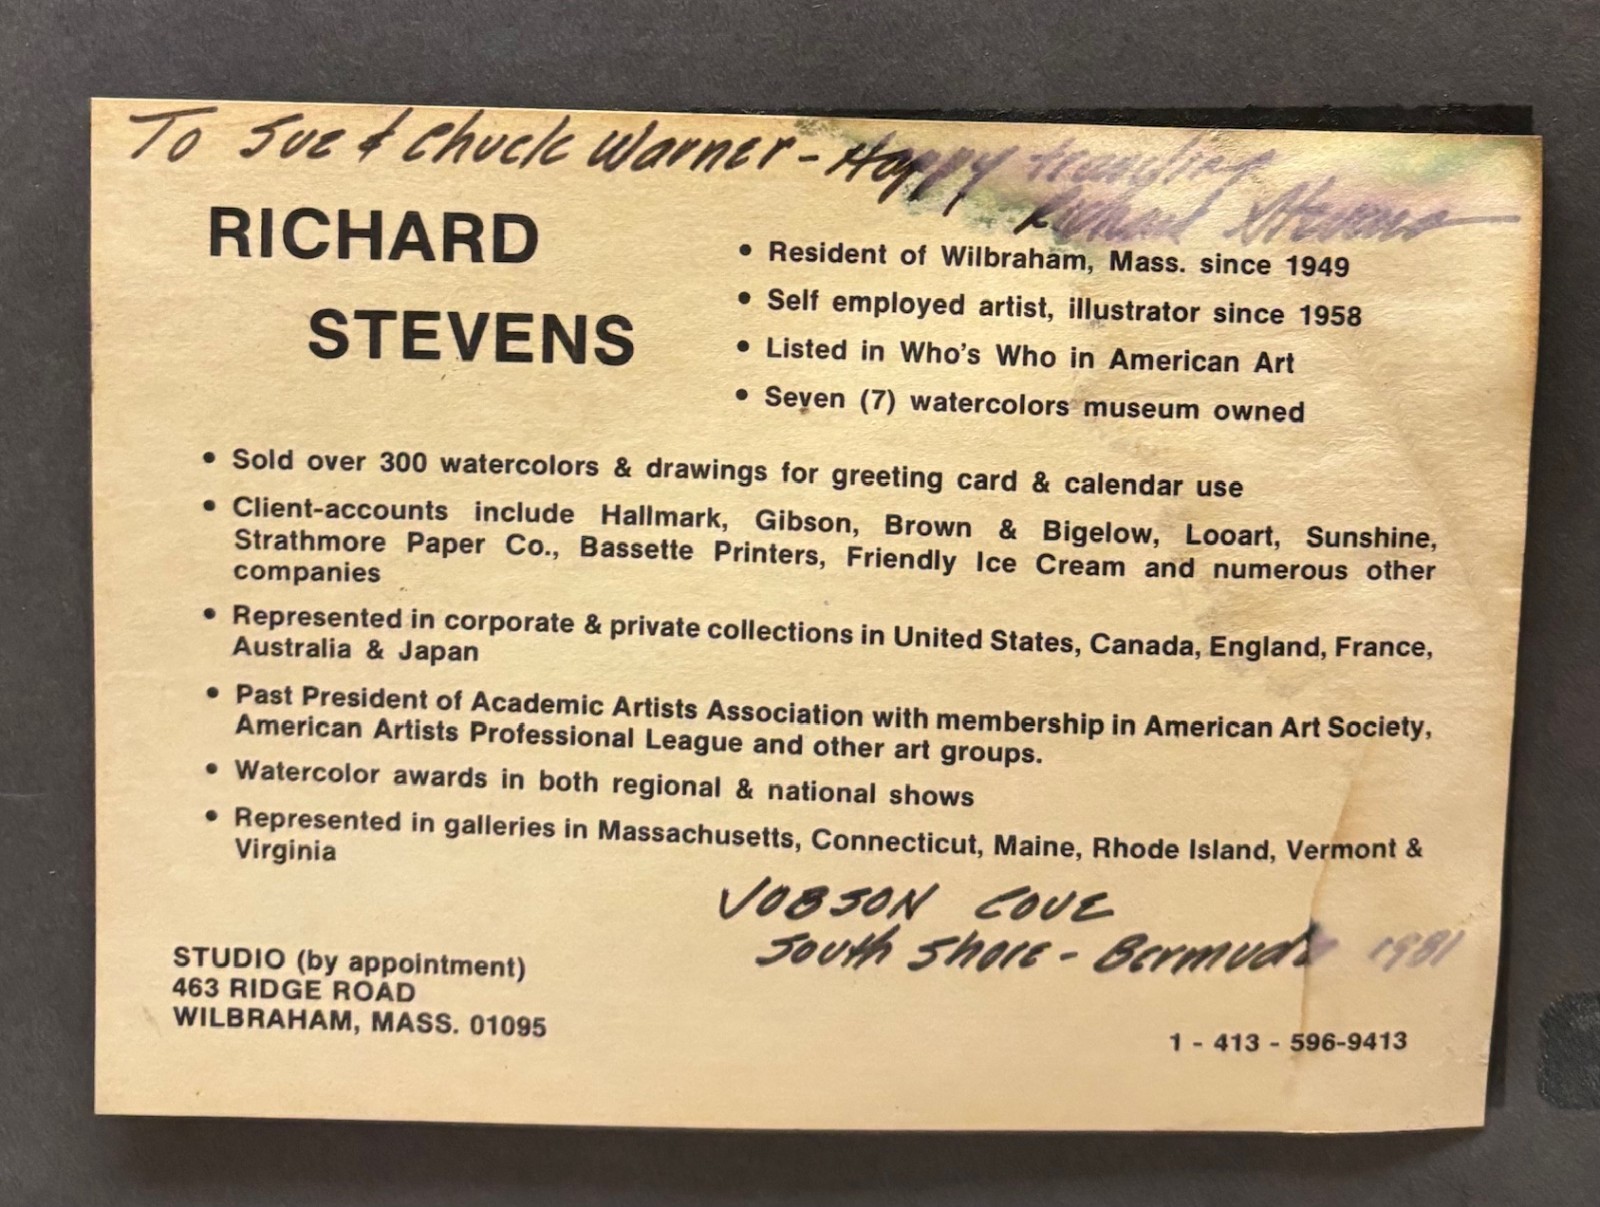 To Sue & Chuck Warner - Happy traveling
Richard Stevens
RICHARD
STEVENS
• Resident of Wilbraham, Mass. since 1949
• Self employed artist, illustrator since 1958
• Listed in Who's Who in American Art
• Seven (7) watercolors museum owned
• Sold over 300 watercolors & drawings for greeting card & calendar use
• Client-accounts include Hallmark, Gibson, Brown & Bigelow, Looart, Sunshine,
Strathmore Paper Co., Bassette Printers, Friendly Ice Cream and numerous other
companies
• Represented in corporate & private collections in United States, Canada, England, France,
Australia & Japan
• Past President of Academic Artists Association with membership in American Art Society,
American Artists Professional League and other art groups.
• Watercolor awards in both regional & national shows
• Represented in galleries in Massachusetts, Connecticut, Maine, Rhode Island, Vermont &
Virginia
JOBSON COVE
South Shore - Bermuda 1981
STUDIO (by appointment)
463 RIDGE ROAD
WILBRAHAM, MASS. 01095
1 - 413 - 596-9413